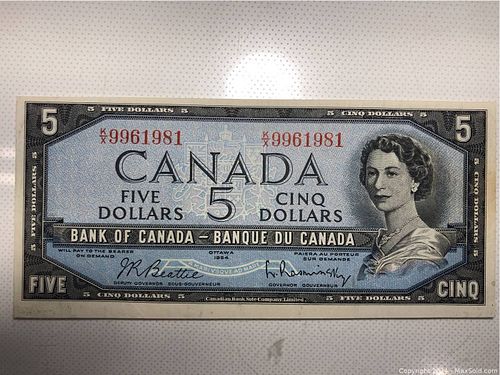 5 FIVE DOLLARS 5 5 CINQ DOLLARS 5
5 K/X 9961981 K/X 9961981 5
CANADA
FIVE 5 CINQ
DOLLARS DOLLARS
BANK OF CANADA – BANQUE DU CANADA
WILL PAY TO THE BEARER OTTAWA PAIERA AU PORTEUR
ON DEMAND 1954 SUR DEMANDE
J.R. Beattie L. Rasminsky
DEPUTY GOVERNOR SOUS-GOUVERNEUR GOVERNOR GOUVERNEUR
FIVE CINQ
5 CINQ DOLLARS 5 Canadian Bank Note Company Limited 5 FIVE DOLLARS 5